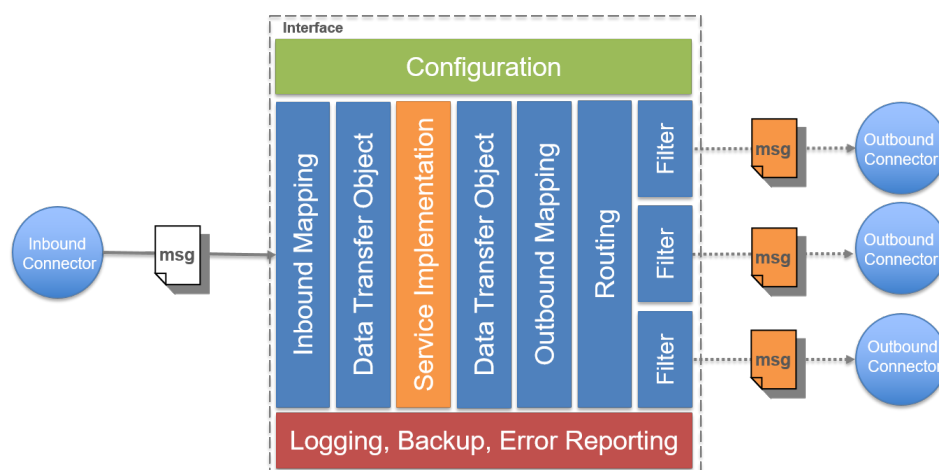 Interface
Configuration
Inbound
Connector
msg
Inbound Mapping
Data Transfer Object
Service Implementation
Data Transfer Object
Outbound Mapping
Routing
Filter
msg
Outbound
Connector
Filter
msg
Outbound
Connector
Filter
msg
Outbound
Connector
Logging, Backup, Error Reporting